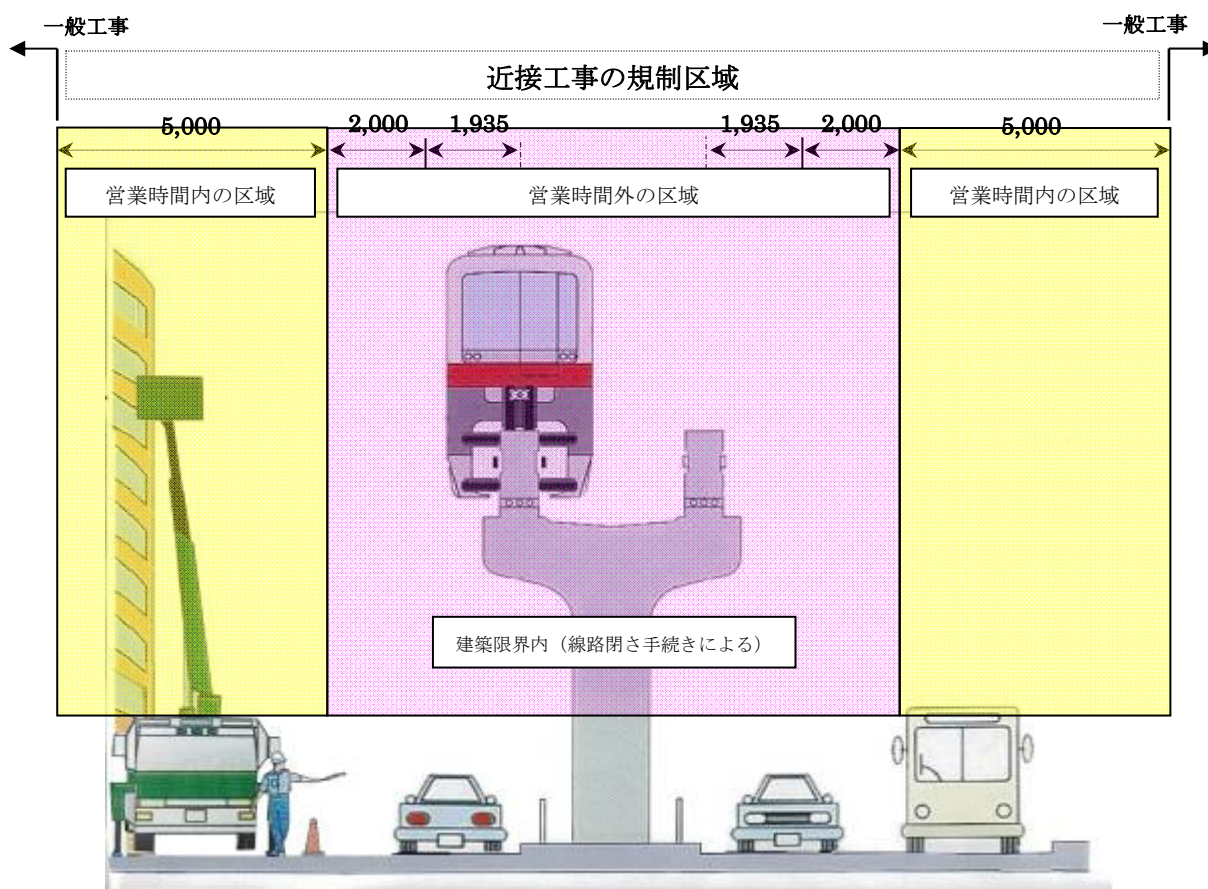 一般工事
一般工事
近接工事の規制区域
5,000
2,000
1,935
1,935
2,000
5,000
営業時間内の区域
営業時間外の区域
営業時間内の区域
建築限界内（線路閉さ手続きによる）